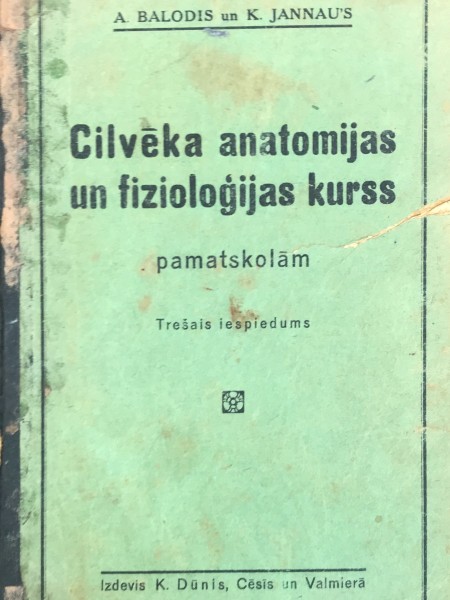 A. BALODIS un K. JANNAU'S
Cilvēka anatomijas
un fizioloģijas kurss
pamatskolām
Trešais iespiedums
Izdevis K. Dūnis, Cēsis un Valmierā